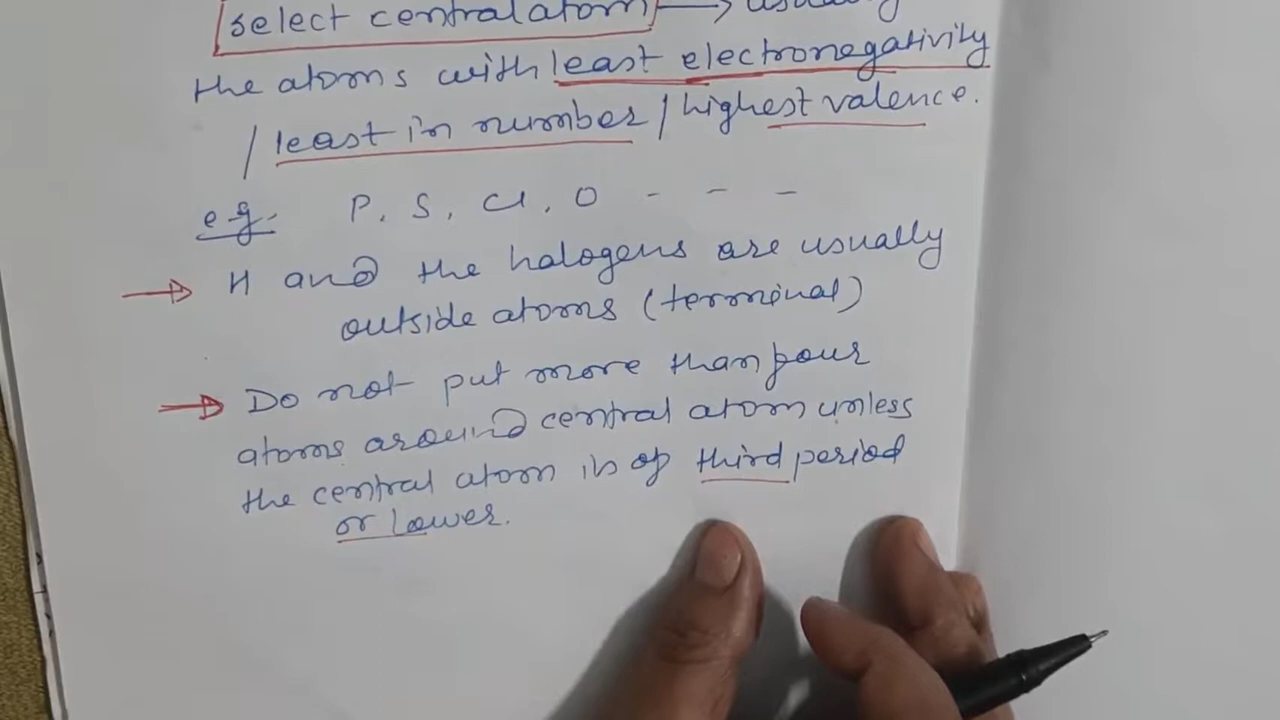 select central atom → usually
the atoms with least electronegativity
/ least in number / highest valence.
e.g. P, S, Cl, O - - -
→ H and the halogens are usually
outside atoms (terminal)
→ Do not put more than four
atoms around central atom unless
the central atom is of third period
or lower.